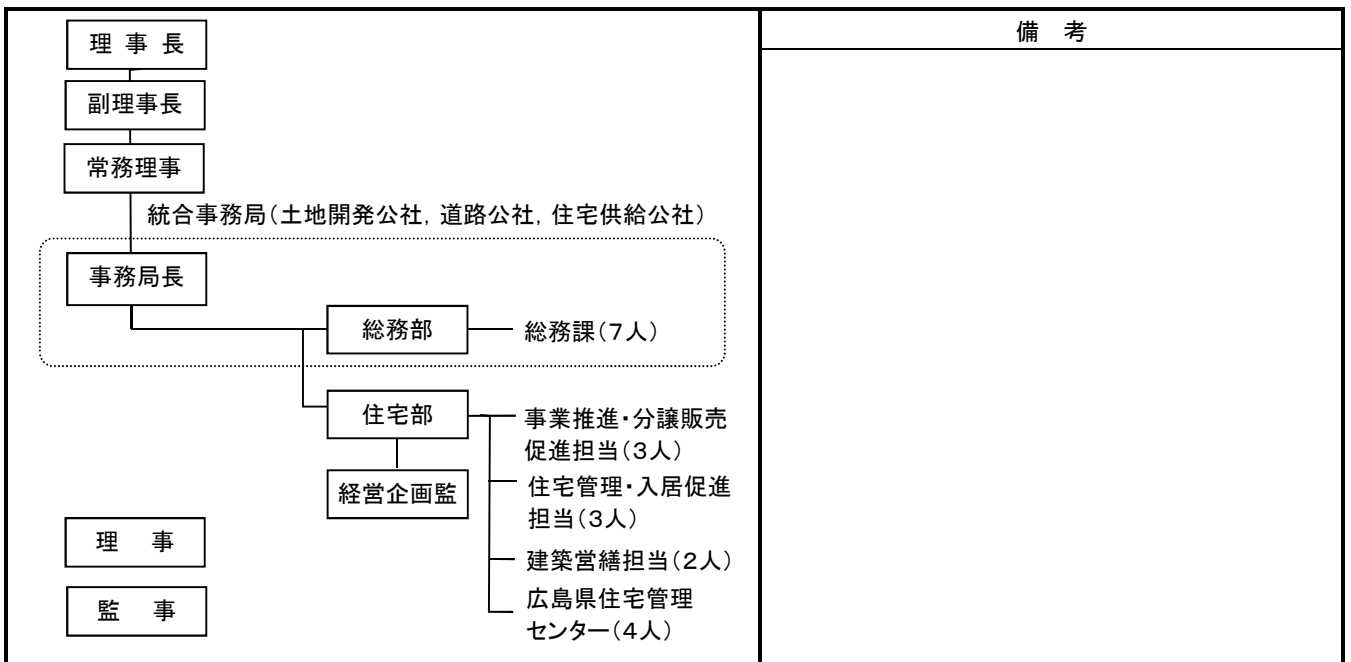 備 考
理 事 長
副理事長
常務理事
統合事務局(土地開発公社, 道路公社, 住宅供給公社)
事務局長
総務部
総務課(7人)
住宅部
事業推進・分譲販売
促進担当(3人)
経営企画監
住宅管理・入居促進
担当(3人)
建築営繕担当(2人)
広島県住宅管理
センター(4人)
理 事
監 事